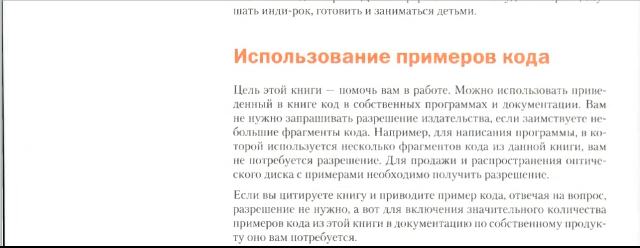 шать инди-рок, готовить и заниматься детьми.
Использование примеров кода
Цель этой книги — помочь вам в работе. Можно использовать приве-
денный в книге код в собственных программах и документации. Вам
не нужно запрашивать разрешение издательства, если заимствуете не-
большие фрагменты кода. Например, для написания программы, в ко-
торой используется несколько фрагментов кода из данной книги, вам
не потребуется разрешение. Для продажи и распространения оптиче-
ского диска с примерами необходимо получить разрешение.
Если вы цитируете книгу и приводите пример кода, отвечая на вопрос,
разрешение не нужно, а вот для включения значительного количества
примеров кода из этой книги в документацию по собственному продук-
ту оно вам потребуется.